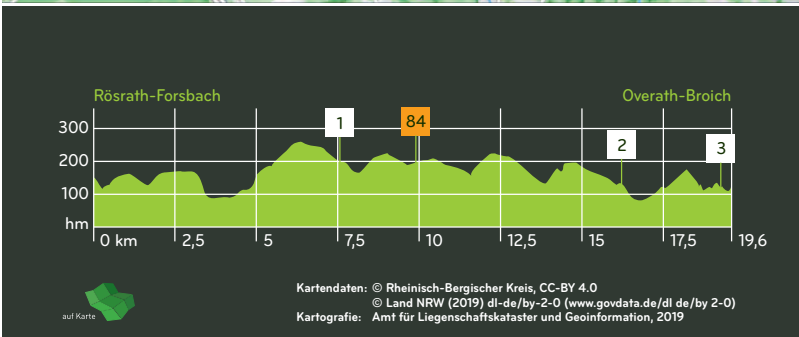 Rösrath-Forsbach Overath-Broich
1 84 2 3
300
200
100
hm
0 km 2,5 5 7,5 10 12,5 15 17,5 19,6
Kartendaten: © Rheinisch-Bergischer Kreis, CC-BY 4.0
© Land NRW (2019) dl-de/by-2-0 (www.govdata.de/dl de/by 2-0)
auf Karte
Kartografie: Amt für Liegenschaftskataster und Geoinformation, 2019